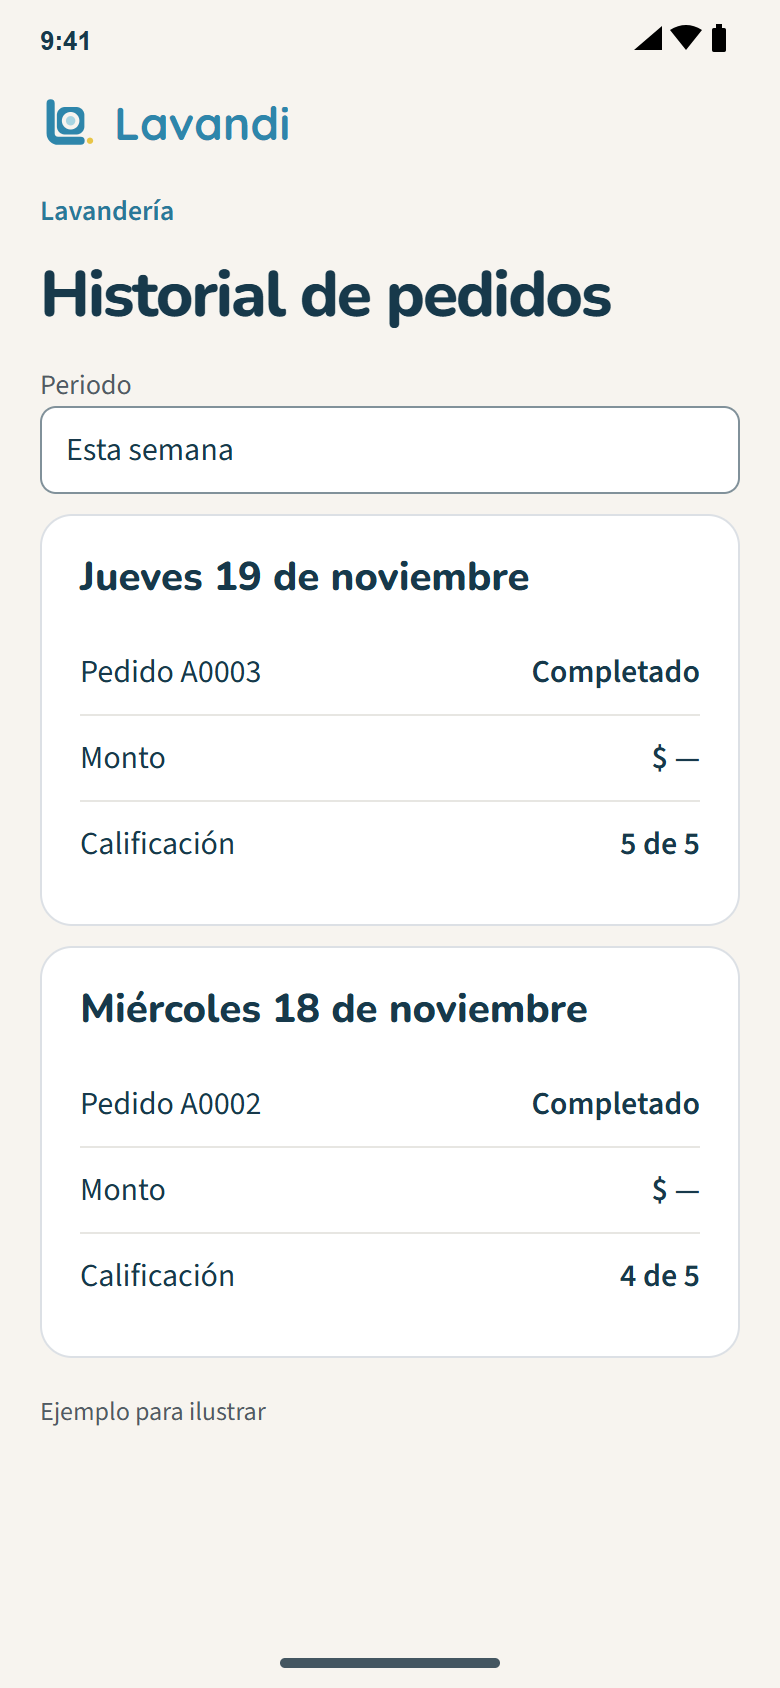 9:41
Lavandi
Lavandería
Historial de pedidos
Periodo
Esta semana
Jueves 19 de noviembre
Pedido A0003 Completado
Monto $ —
Calificación 5 de 5
Miércoles 18 de noviembre
Pedido A0002 Completado
Monto $ —
Calificación 4 de 5
Ejemplo para ilustrar